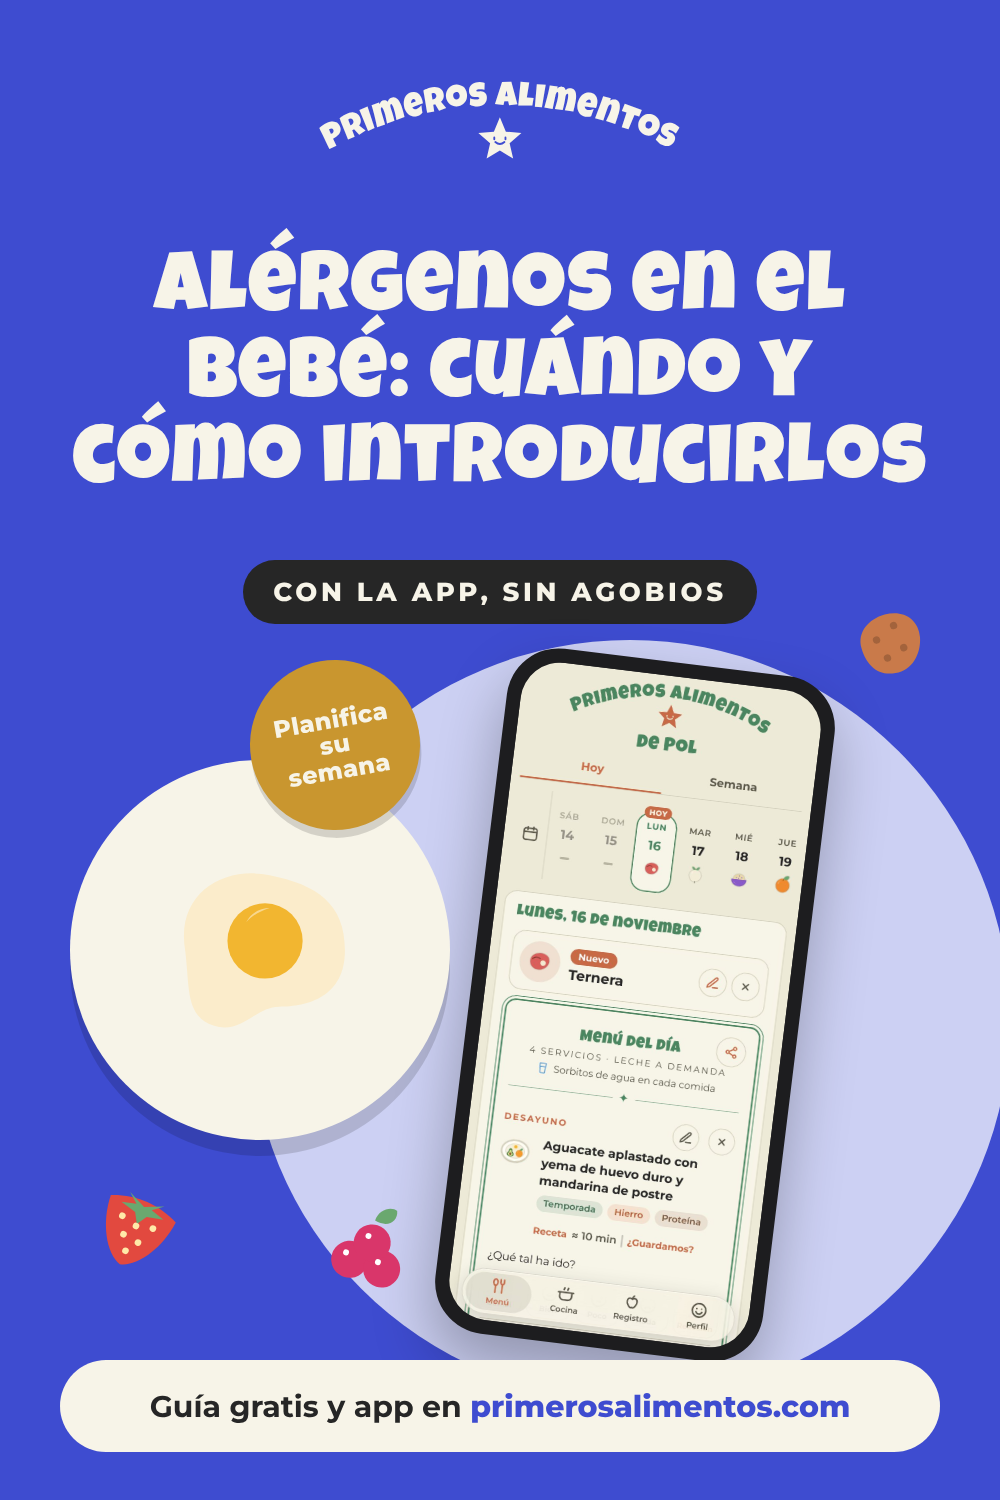 PRIMEROS ALIMENTOS
ALÉRGENOS EN EL
BEBÉ: CUÁNDO Y
CÓMO INTRODUCIRLOS
CON LA APP, SIN AGOBIOS
Planifica
su
semana
PRIMEROS ALIMENTOS
DE POL
Hoy
Semana
SÁB
14
–
DOM
15
–
HOY
LUN
16
MAR
17
MIÉ
18
JUE
19
Lunes, 16 de noviembre
Nuevo
Ternera
Menú del día
4 SERVICIOS · LECHE A DEMANDA
Sorbitos de agua en cada comida
DESAYUNO
Aguacate aplastado con
yema de huevo duro y
mandarina de postre
Temporada Hierro Proteína
Receta ≈ 10 min | ¿Guardamos?
¿Qué tal ha ido?
Menú
Cocina
Registro
Perfil
Guía gratis y app en primerosalimentos.com